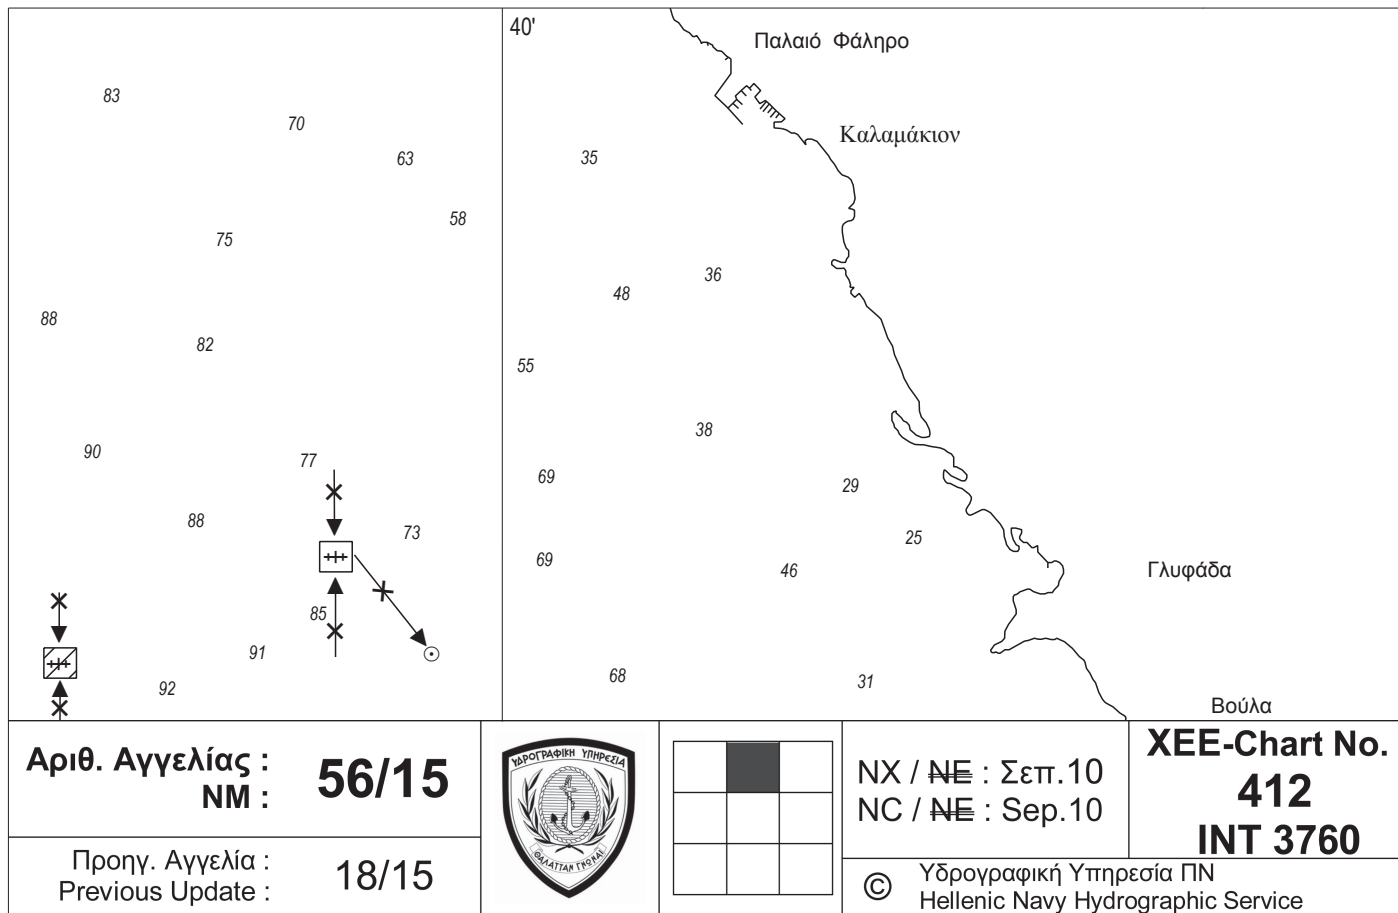 40'
Παλαιό Φάληρο
83
70
Καλαμάκιον
63
35
58
75
36
48
88
82
55
38
90
77
69
29
88
73
25
69
46
Γλυφάδα
85
91
68
31
92
Βούλα
Αριθ. Αγγελίας :
NM :
56/15
Προηγ. Αγγελία :
Previous Update :
18/15
ΥΔΡΟΓΡΑΦΙΚΗ ΥΠΗΡΕΣΙΑ
ΘΑΛΑΤΤΑΝ ΓΝΩΝΑΙ
NX / NE : Σεπ.10
NC / NE : Sep.10
XEE-Chart No.
412
INT 3760
© Υδρογραφική Υπηρεσία ΠΝ
Hellenic Navy Hydrographic Service